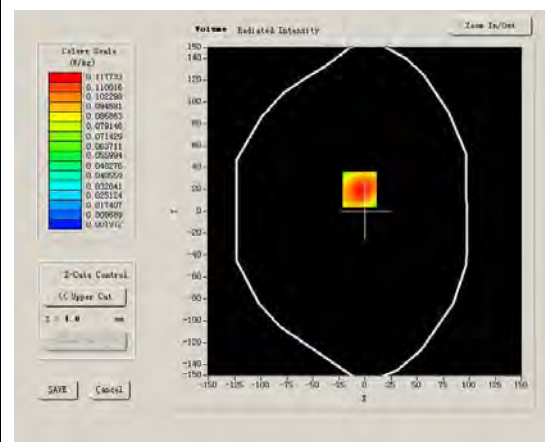 Volume Radiated Intensity
Zoom In/Out
Colors Scale
(W/kg)
0.117733
0.110016
0.102298
0.094581
0.086863
0.079146
0.071429
0.063711
0.055994
0.048276
0.040559
0.032841
0.025124
0.017407
0.009689
Z-Cuts Control
<< Upper Cut
mm
SAVE
Cancel
150
120
100
80
60
40
20
0
-20
-40
-60
-80
-100
-120
-140
-150
Y
-150 -125 -100 -75 -50 -25 0 25 50 75 100 125 150
X